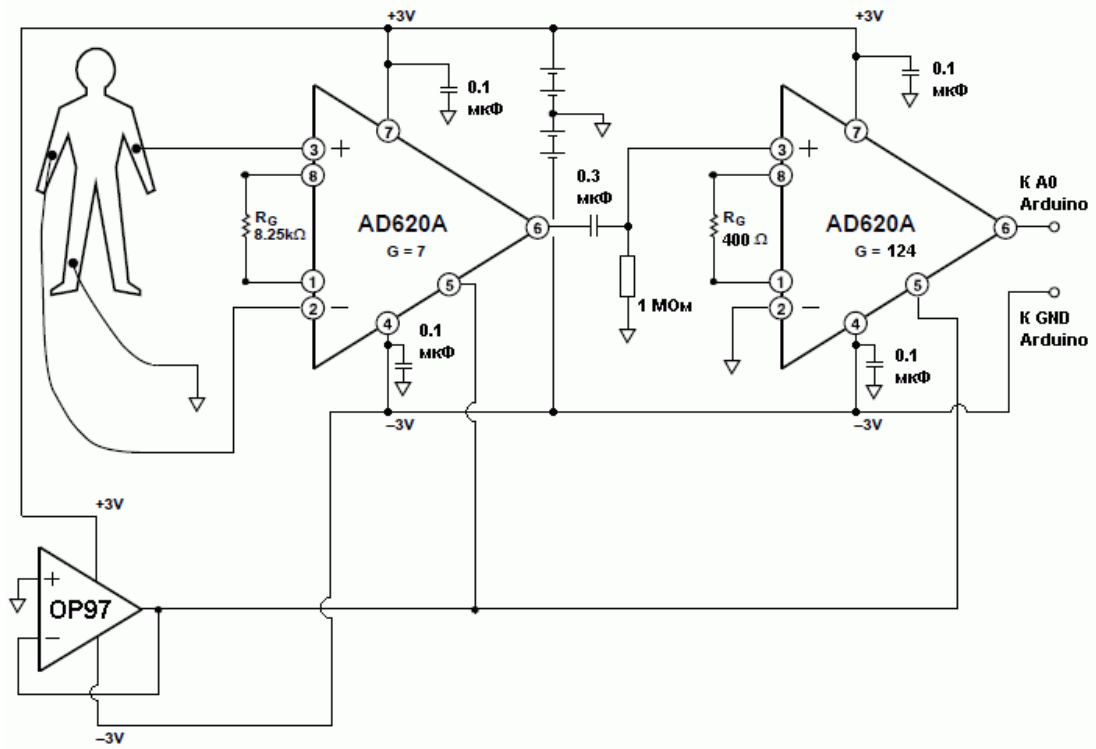 +3V
+3V
0.1
мкФ
0.1
мкФ
7
7
3
+
8
R_G
8.25kΩ
AD620A
G = 7
1
2
−
6
5
4
0.3
мкФ
1 МОм
3
+
8
R_G
400 Ω
AD620A
G = 124
1
2
−
6
5
4
К A0
Arduino
К GND
Arduino
0.1
мкФ
0.1
мкФ
−3V
−3V
+3V
+
OP97
−
−3V